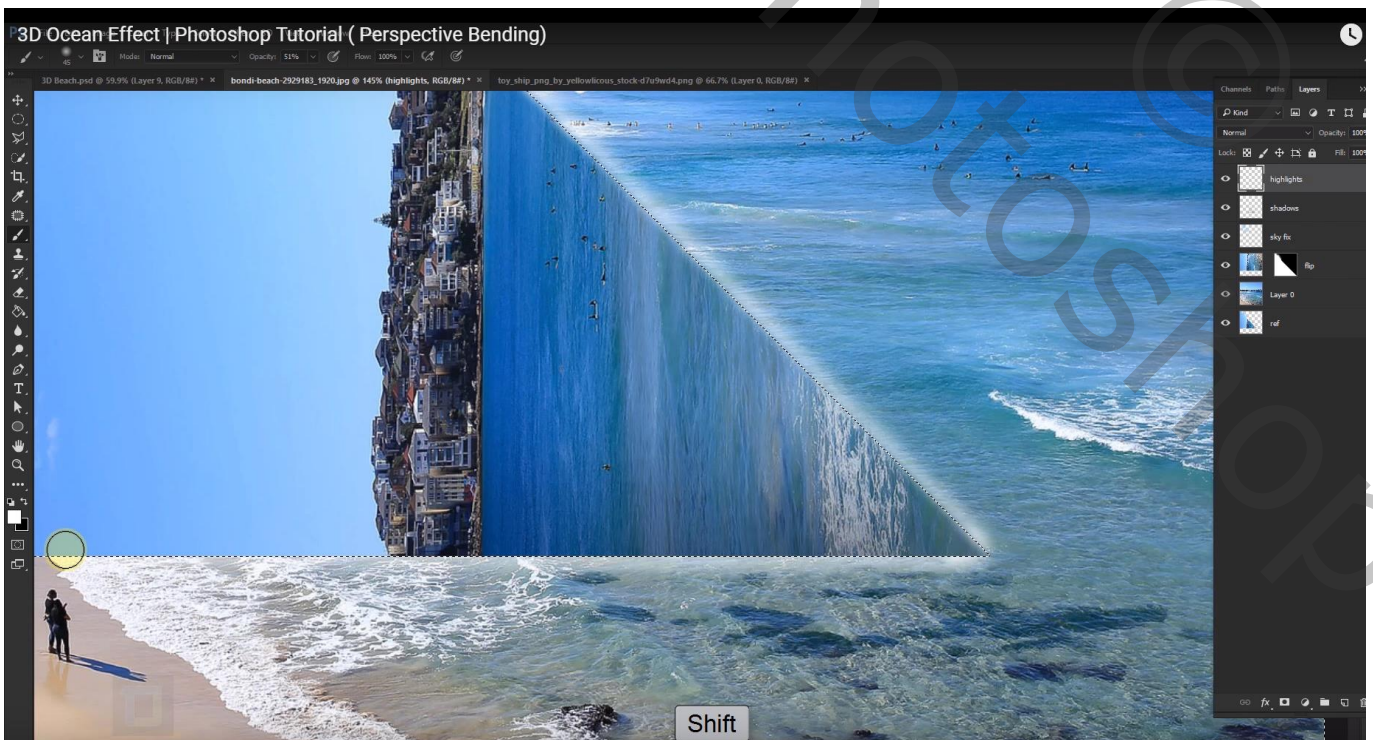 3D Ocean Effect | Photoshop Tutorial ( Perspective Bending)
45 Mode: Normal Opacity: 51% Flow: 100%
3D Beach.psd @ 59.9% (Layer 9, RGB/8#) * × bondi-beach-2929183_1920.jpg @ 145% (highlights, RGB/8#) * × toy_ship_png_by_yellowlicous_stock-d7u9wd4.png @ 66.7% (Layer 0, RGB/8#) ×
Channels Paths Layers
Kind
Normal Opacity: 100%
Lock: Fill: 100%
highlights
shadows
sky fix
flip
Layer 0
ref
Shift